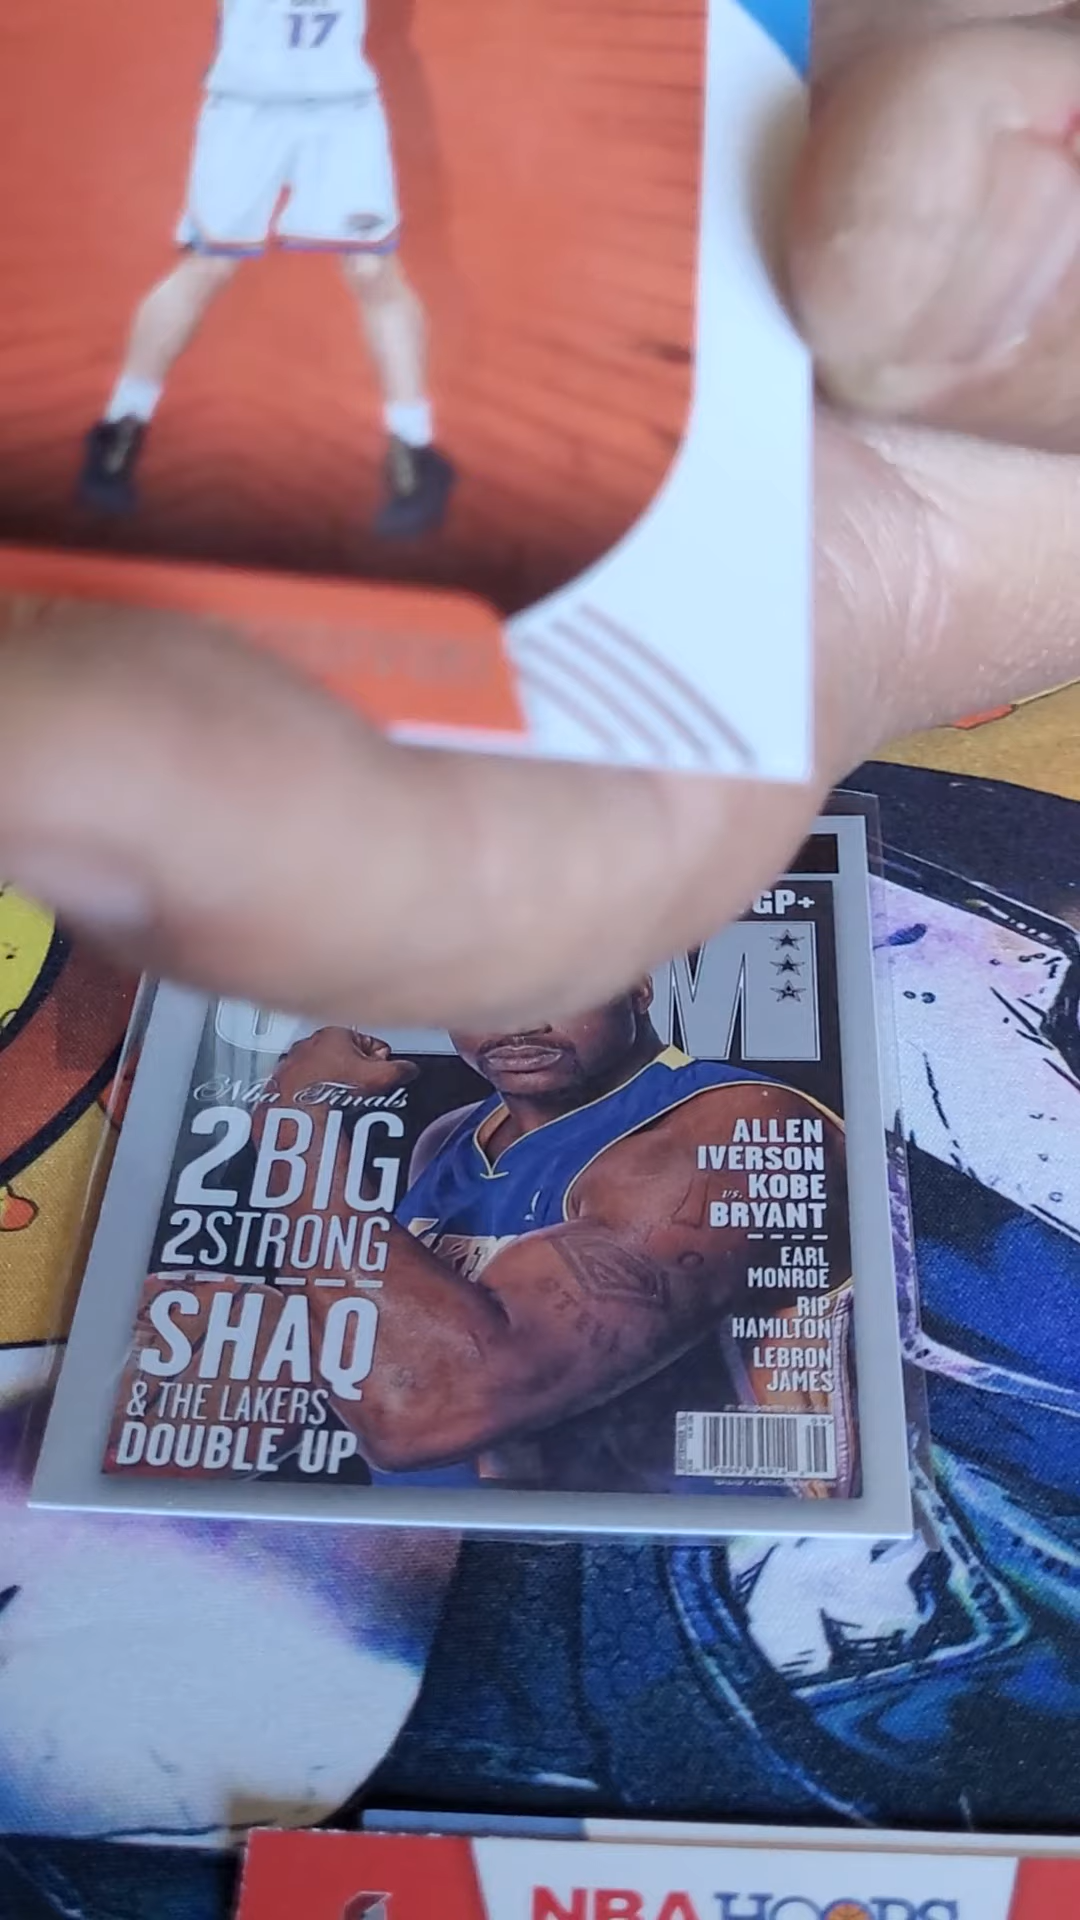 17
GP+
M
Nba Finals
2BIG
2STRONG
SHAQ
& THE LAKERS
DOUBLE UP
ALLEN
IVERSON
vs. KOBE
BRYANT
EARL
MONROE
RIP
HAMILTON
LEBRON
JAMES
NBA HOOPS